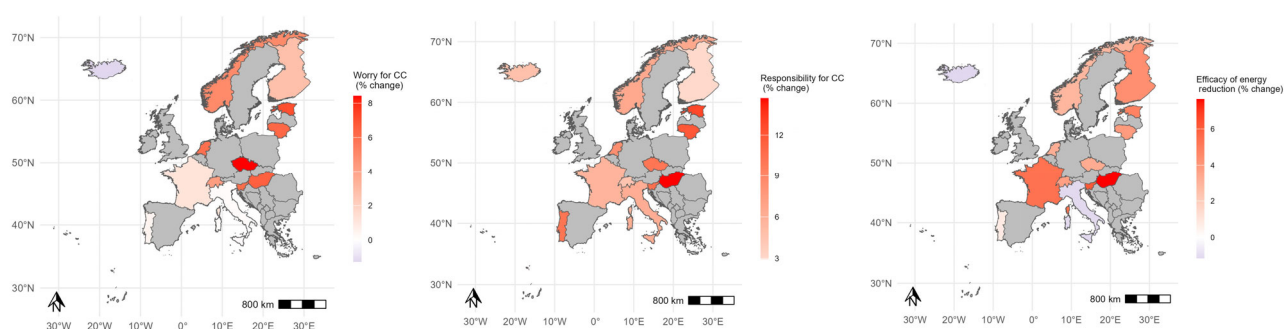 70°N
60°N
50°N
40°N
30°N
30°W 20°W 10°W 0° 10°E 20°E 30°E
Worry for CC
(% change)
8
6
4
2
0
800 km
N
70°N
60°N
50°N
40°N
30°N
30°W 20°W 10°W 0° 10°E 20°E 30°E
Responsibility for CC
(% change)
12
9
6
3
800 km
N
70°N
60°N
50°N
40°N
30°N
30°W 20°W 10°W 0° 10°E 20°E 30°E
Efficacy of energy
reduction (% change)
6
4
2
0
800 km
N